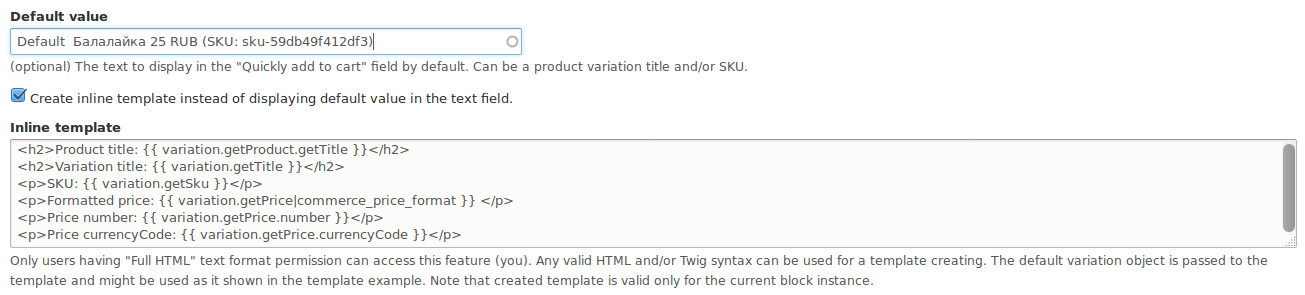 Default value
Default  Балалайка 25 RUB (SKU: sku-59db49f412df3)
(optional) The text to display in the "Quickly add to cart" field by default. Can be a product variation title and/or SKU.
Create inline template instead of displaying default value in the text field.
Inline template
<h2>Product title: {{ variation.getProduct.getTitle }}</h2>
<h2>Variation title: {{ variation.getTitle }}</h2>
<p>SKU: {{ variation.getSku }}</p>
<p>Formatted price: {{ variation.getPrice|commerce_price_format }} </p>
<p>Price number: {{ variation.getPrice.number }}</p>
<p>Price currencyCode: {{ variation.getPrice.currencyCode }}</p>
Only users having "Full HTML" text format permission can access this feature (you). Any valid HTML and/or Twig syntax can be used for a template creating. The default variation object is passed to the
template and might be used as it shown in the template example. Note that created template is valid only for the current block instance.